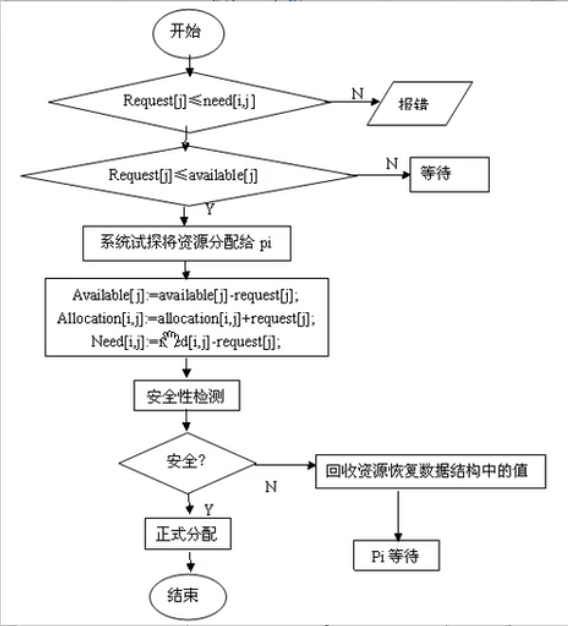 开始
Request[j]≤need[i,j]
N
报错
Request[j]≤available[j]
N
等待
Y
系统试探将资源分配给 pi
Available[j]:=available[j]-request[j];
Allocation[i,j]:=allocation[i,j]+request[j];
Need[i,j]:= [i,j]-request[j];
安全性检测
安全?
N
回收资源恢复数据结构中的值
Y
正式分配
Pi 等待
结束